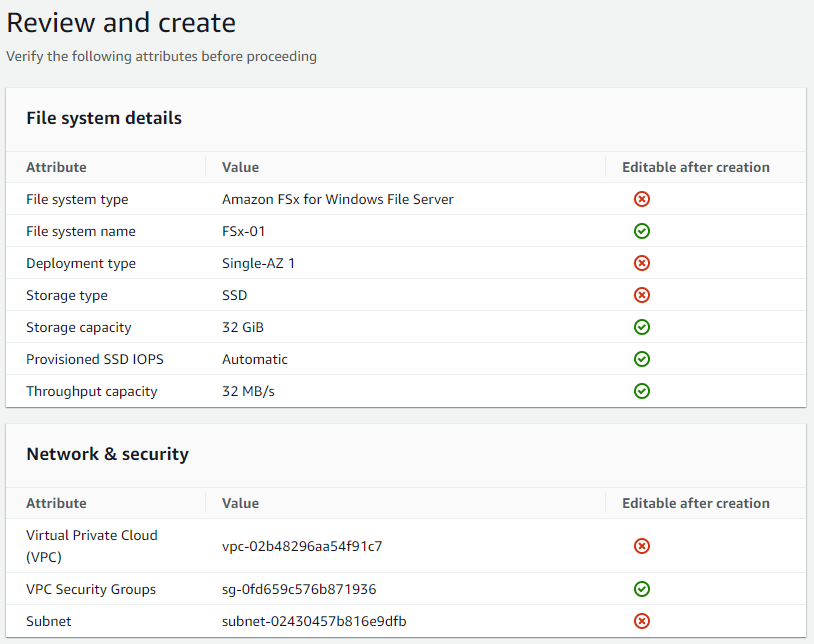 Review and create
Verify the following attributes before proceeding
File system details
Attribute Value Editable after creation
File system type Amazon FSx for Windows File Server
File system name FSx-01
Deployment type Single-AZ 1
Storage type SSD
Storage capacity 32 GiB
Provisioned SSD IOPS Automatic
Throughput capacity 32 MB/s
Network & security
Attribute Value Editable after creation
Virtual Private Cloud
(VPC) vpc-02b48296aa54f91c7
VPC Security Groups sg-0fd659c576b871936
Subnet subnet-02430457b816e9dfb